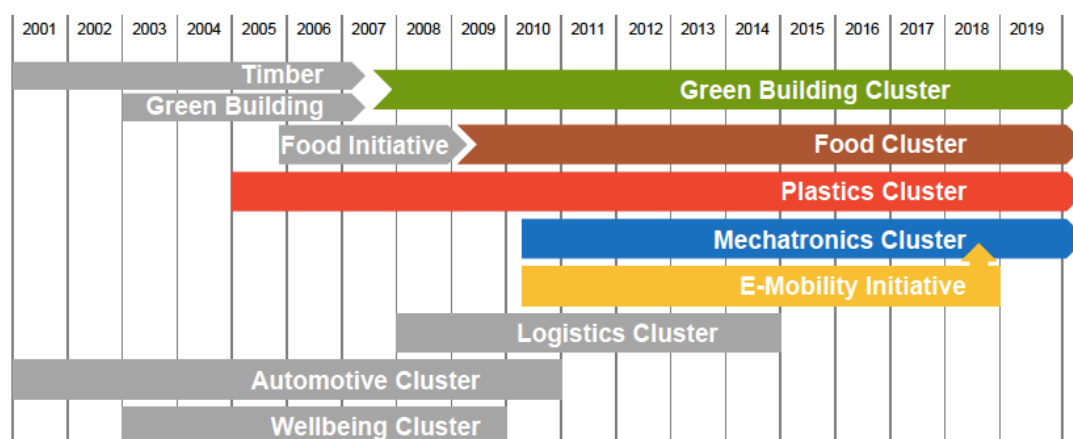 2001 2002 2003 2004 2005 2006 2007 2008 2009 2010 2011 2012 2013 2014 2015 2016 2017 2018 2019
Timber
Green Building Cluster
Green Building
Food Initiative
Food Cluster
Plastics Cluster
Mechatronics Cluster
E-Mobility Initiative
Logistics Cluster
Automotive Cluster
Wellbeing Cluster